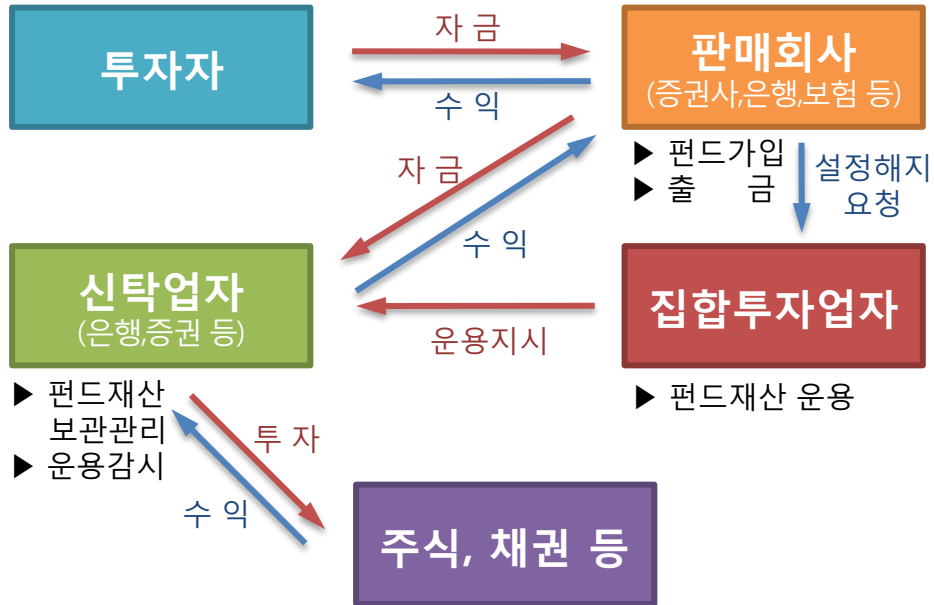 자 금
투자자
판매회사
(증권사,은행,보험 등)
수 익
▶ 펀드가입
▶ 출 금
설정해지
요청
자 금
수 익
신탁업자
(은행,증권 등)
집합투자업자
운용지시
▶ 펀드재산
보관관리
▶ 운용감시
▶ 펀드재산 운용
투 자
수 익
주식, 채권 등